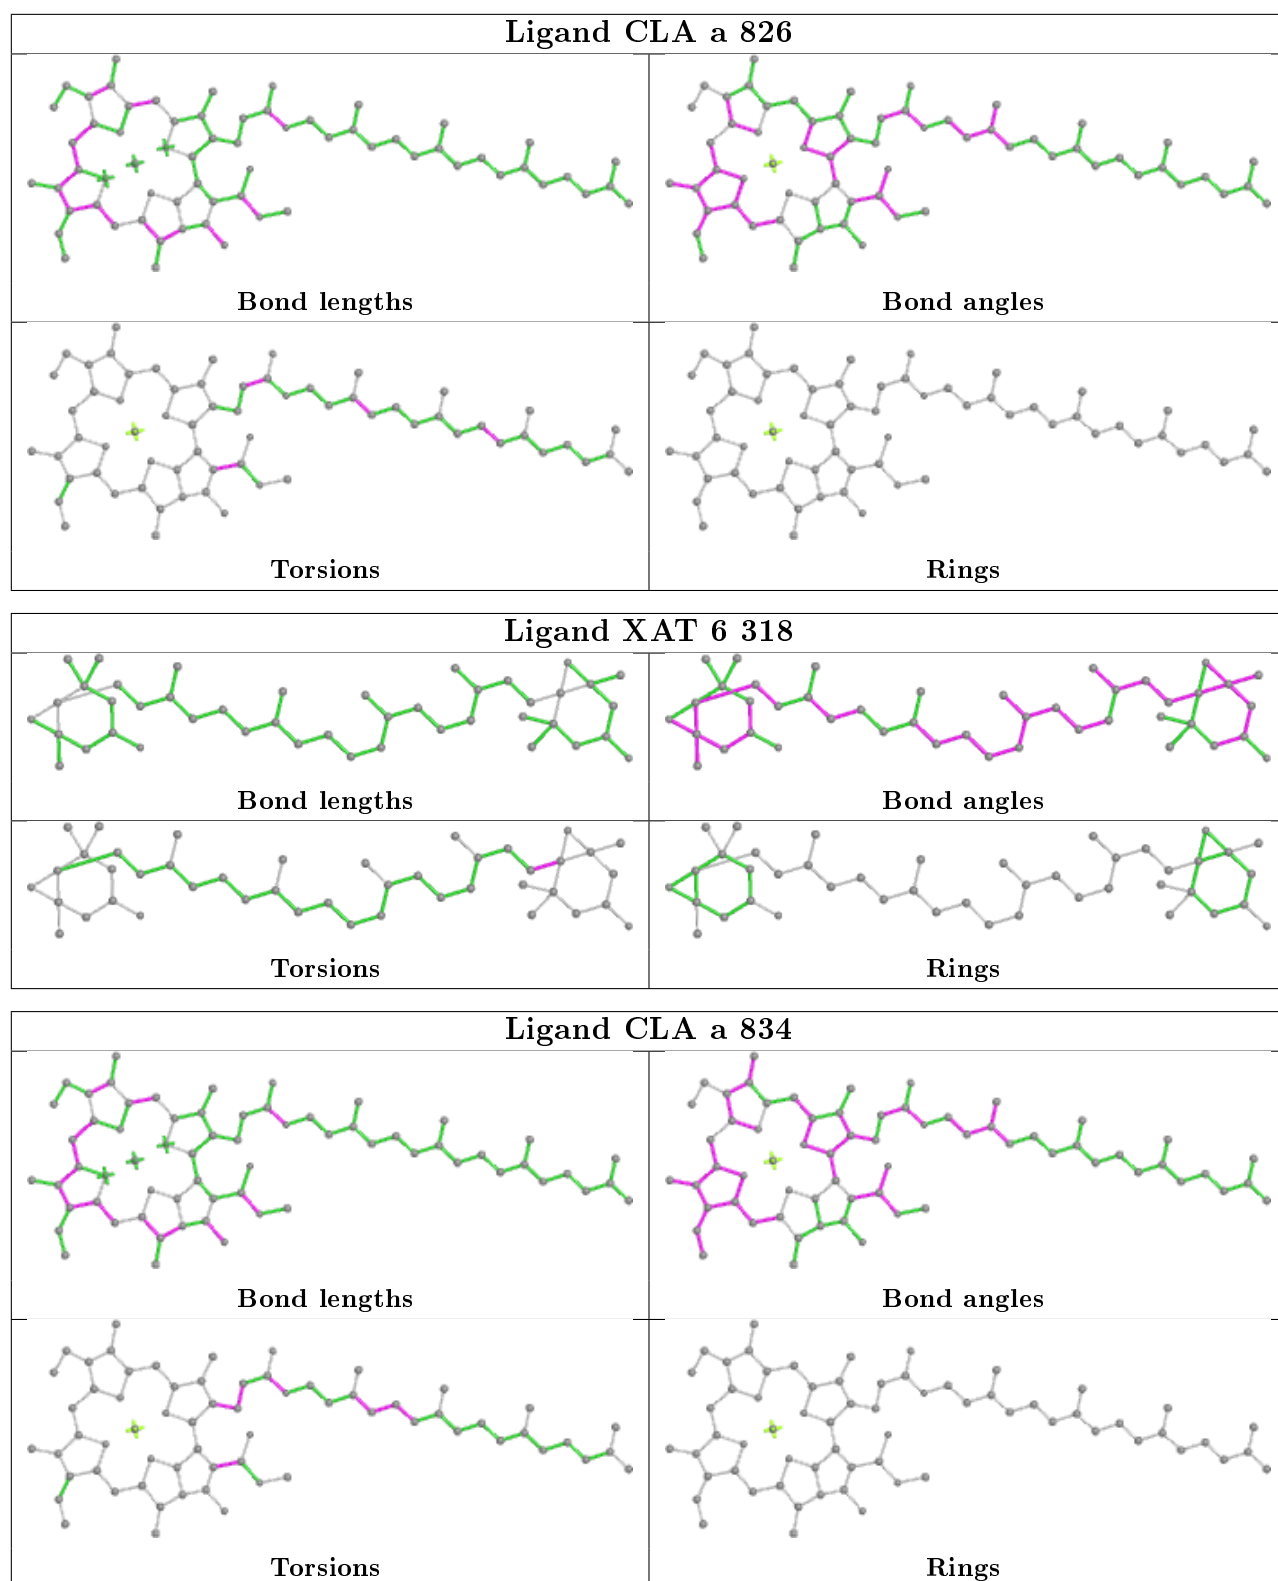 Ligand CLA a 826
Bond lengths
Bond angles
Torsions
Rings
Ligand XAT 6 318
Bond lengths
Bond angles
Torsions
Rings
Ligand CLA a 834
Bond lengths
Bond angles
Torsions
Rings